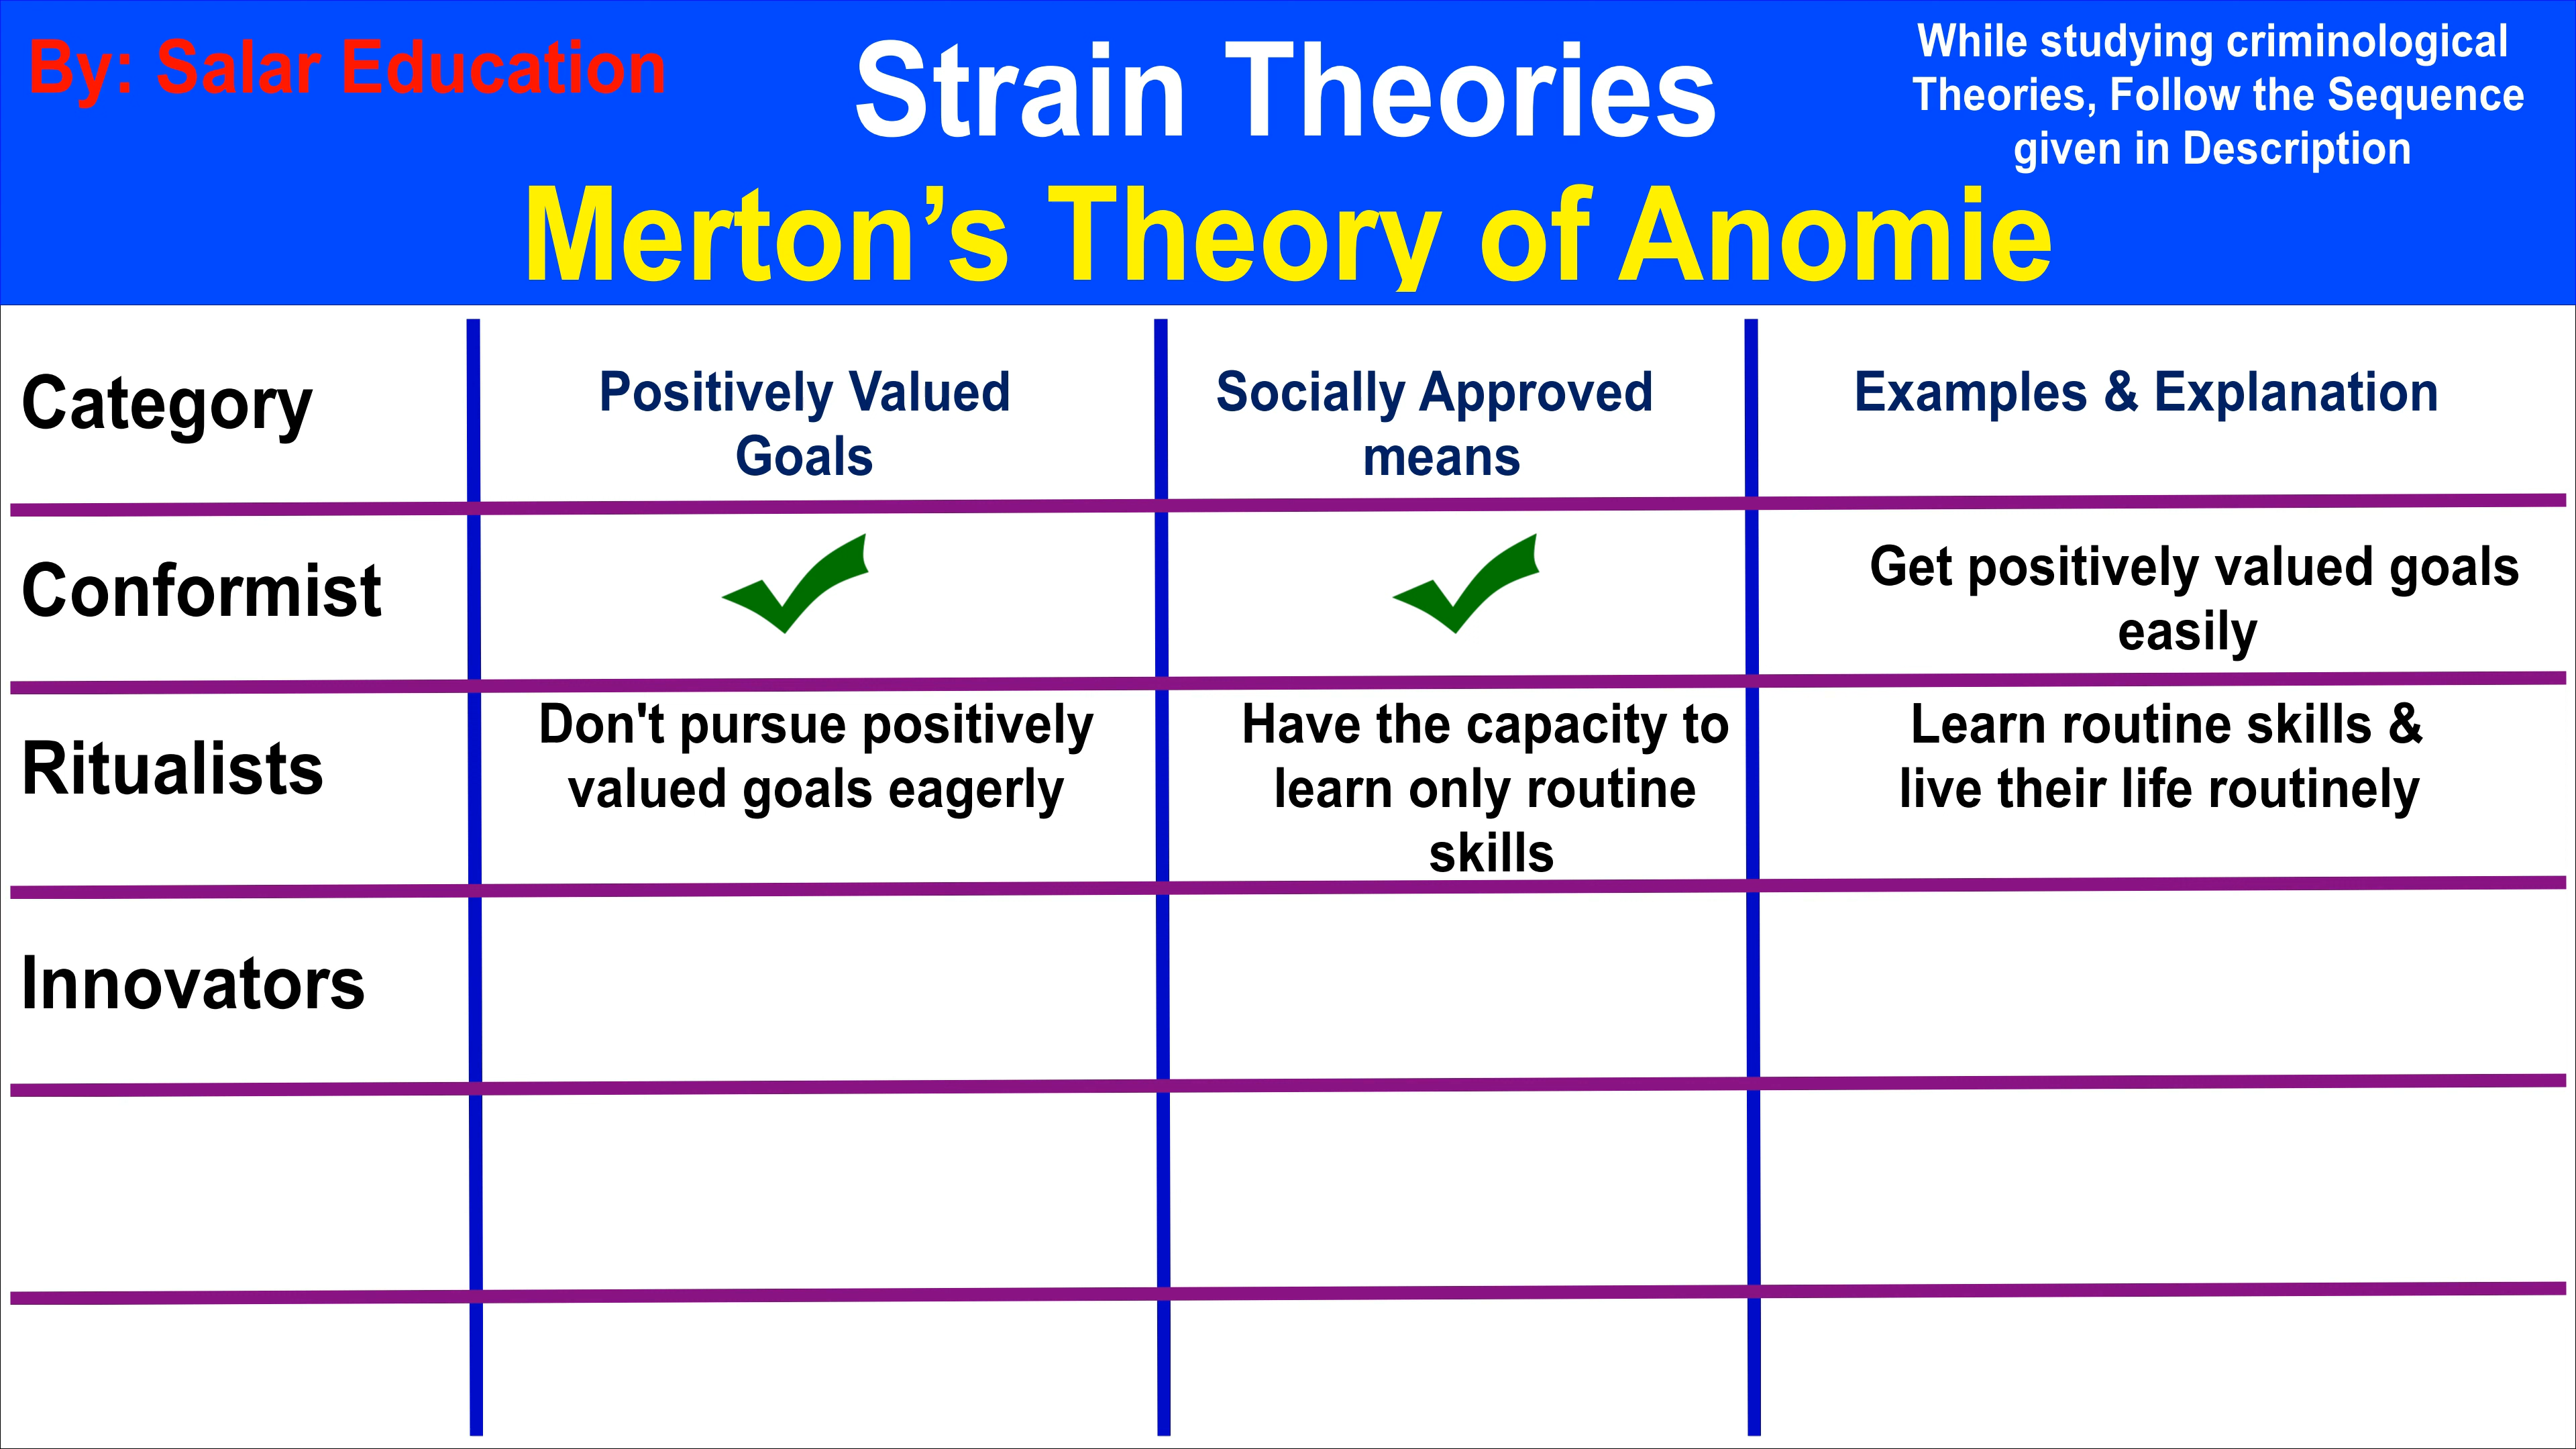 By: Salar Education
Strain Theories
While studying criminological
Theories, Follow the Sequence
given in Description
Merton’s Theory of Anomie
Category
Positively Valued
Goals
Socially Approved
means
Examples & Explanation
Conformist
Get positively valued goals
easily
Ritualists
Don't pursue positively
valued goals eagerly
Have the capacity to
learn only routine
skills
Learn routine skills &
live their life routinely
Innovators